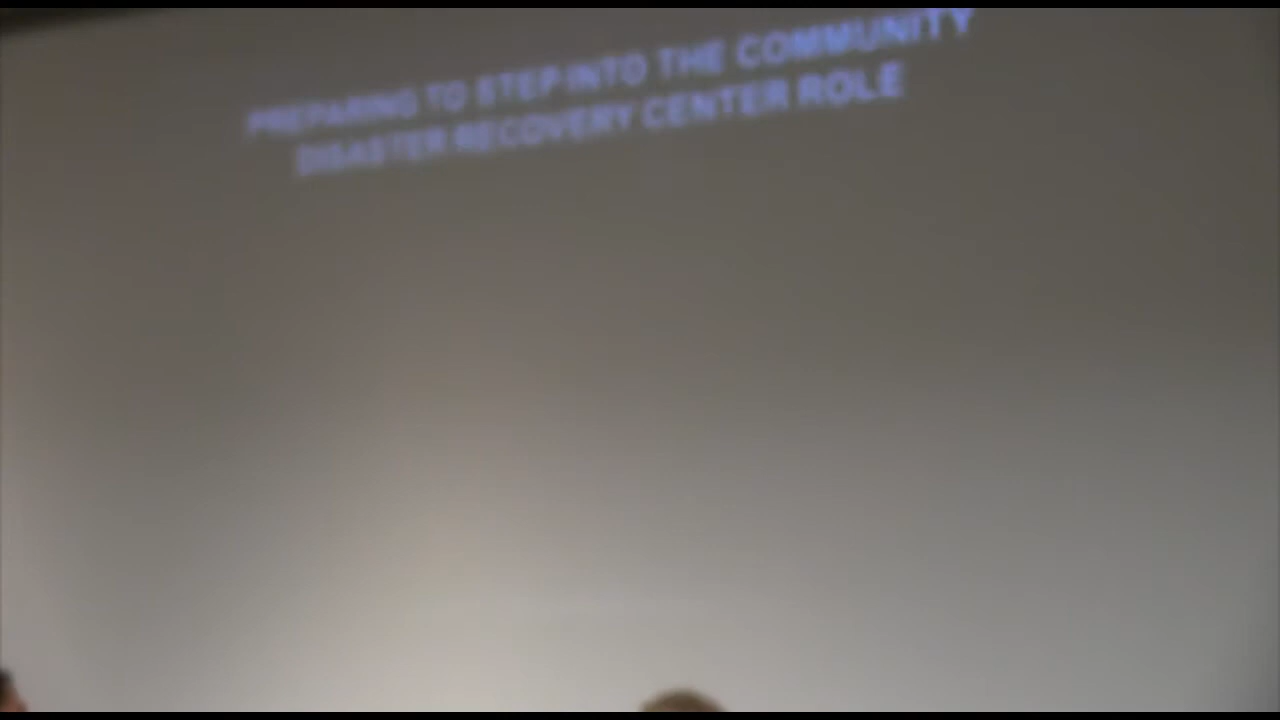 PREPARING TO STEP INTO THE COMMUNITY
DISASTER RECOVERY CENTER ROLE